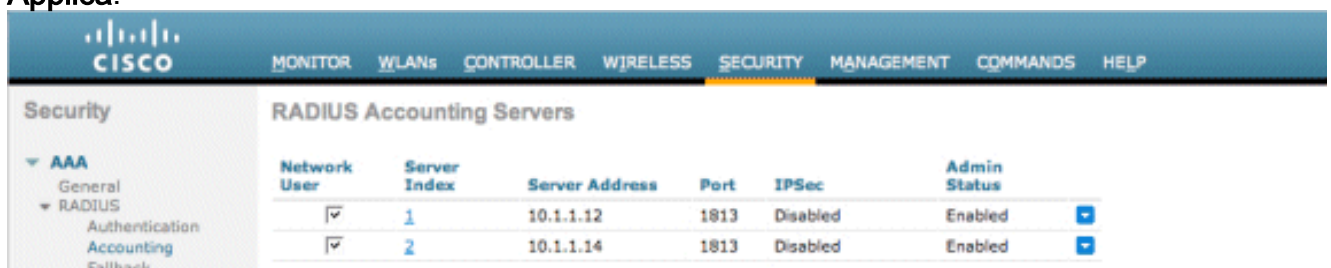 Applica.
CISCO
MONITOR WLANs CONTROLLER WIRELESS SECURITY MANAGEMENT COMMANDS HELP
Security
RADIUS Accounting Servers
AAA
General
RADIUS
Authentication
Accounting
Fallback
Network User Server Index Server Address Port IPSec Admin Status
1 10.1.1.12 1813 Disabled Enabled
2 10.1.1.14 1813 Disabled Enabled